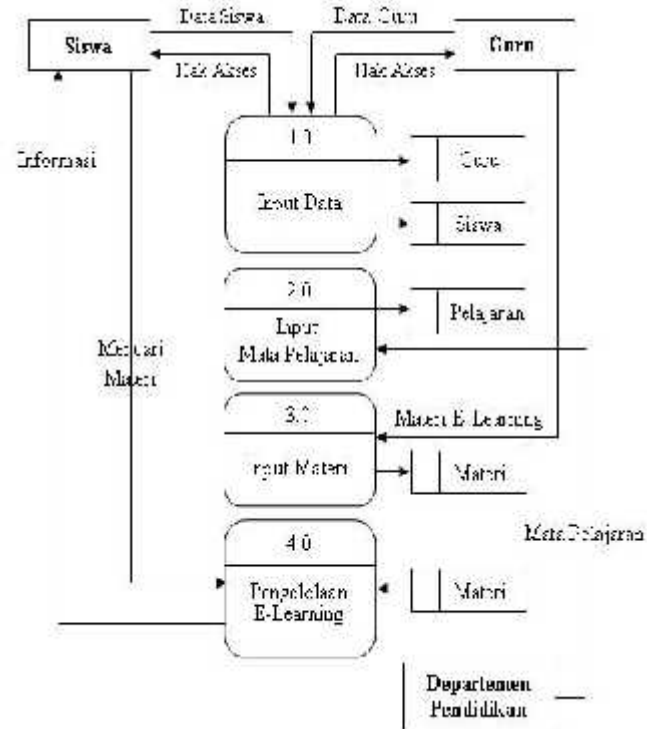 Data Siswa
Data Guru
Siswa
Guru
Hak Akses
Hak Akses
1.0
Informasi
Guru
Input Data
Siswa
2.0
Pelajaran
Input
Mata Pelajaran
Mencari
Materi
3.0
Materi E-Learning
Input Materi
Materi
4.0
Mata Pelajaran
Pengelolaan
E-Learning
Materi
Departemen
Pendidikan